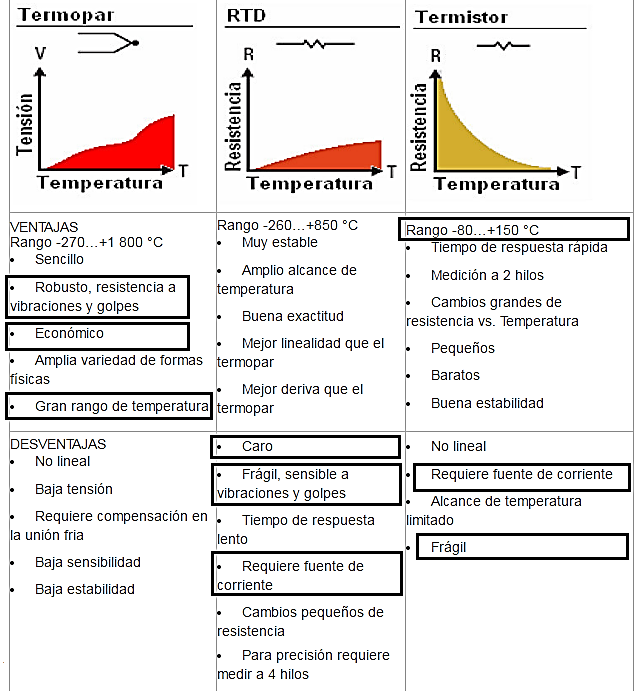 Termopar
V
Tensión
T
Temperatura
VENTAJAS
Rango -270…+1 800 °C
• Sencillo
• Robusto, resistencia a
vibraciones y golpes
• Económico
• Amplia variedad de formas
físicas
• Gran rango de temperatura
DESVENTAJAS
• No lineal
• Baja tensión
• Requiere compensación en
la unión fria
• Baja sensibilidad
• Baja estabilidad
RTD
R
Resistencia
T
Temperatura
Rango -260…+850 °C
• Muy estable
• Amplio alcance de
temperatura
• Buena exactitud
• Mejor linealidad que el
termopar
• Mejor deriva que el
termopar
• Caro
• Frágil, sensible a
vibraciones y golpes
• Tiempo de respuesta
lento
• Requiere fuente de
corriente
• Cambios pequeños de
resistencia
• Para precisión requiere
medir a 4 hilos
Termistor
R
Resistencia
T
Temperatura
Rango -80…+150 °C
• Tiempo de respuesta rápida
• Medición a 2 hilos
• Cambios grandes de
resistencia vs. Temperatura
• Pequeños
• Baratos
• Buena estabilidad
• No lineal
• Requiere fuente de corriente
• Alcance de temperatura
limitado
• Frágil